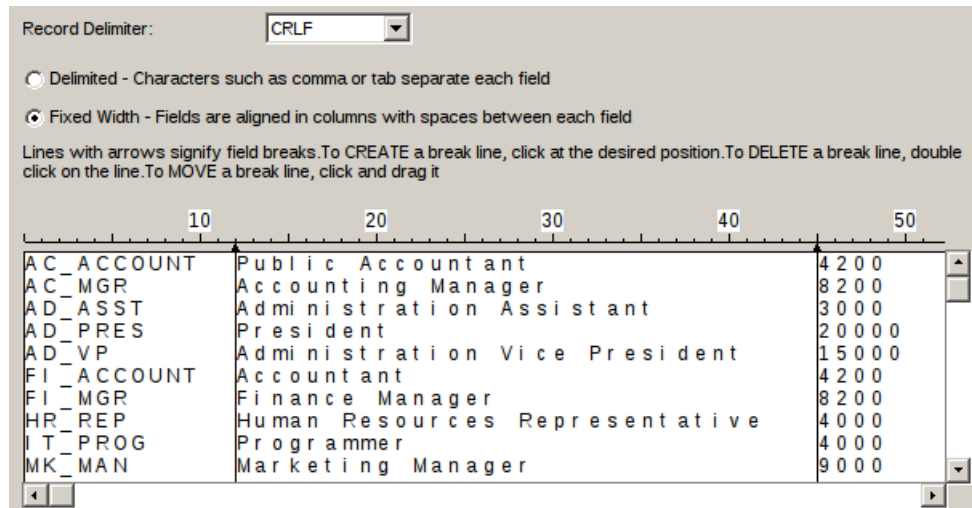 Record Delimiter: CRLF
Delimited - Characters such as comma or tab separate each field
Fixed Width - Fields are aligned in columns with spaces between each field
Lines with arrows signify field breaks.To CREATE a break line, click at the desired position.To DELETE a break line, double
click on the line.To MOVE a break line, click and drag it
10 20 30 40 50
AC_ACCOUNT Public Accountant 4200
AC_MGR Accounting Manager 8200
AD_ASST Administration Assistant 3000
AD_PRES President 20000
AD_VP Administration Vice President 15000
FI_ACCOUNT Accountant 4200
FI_MGR Finance Manager 8200
HR_REP Human Resources Representative 4000
IT_PROG Programmer 4000
MK_MAN Marketing Manager 9000